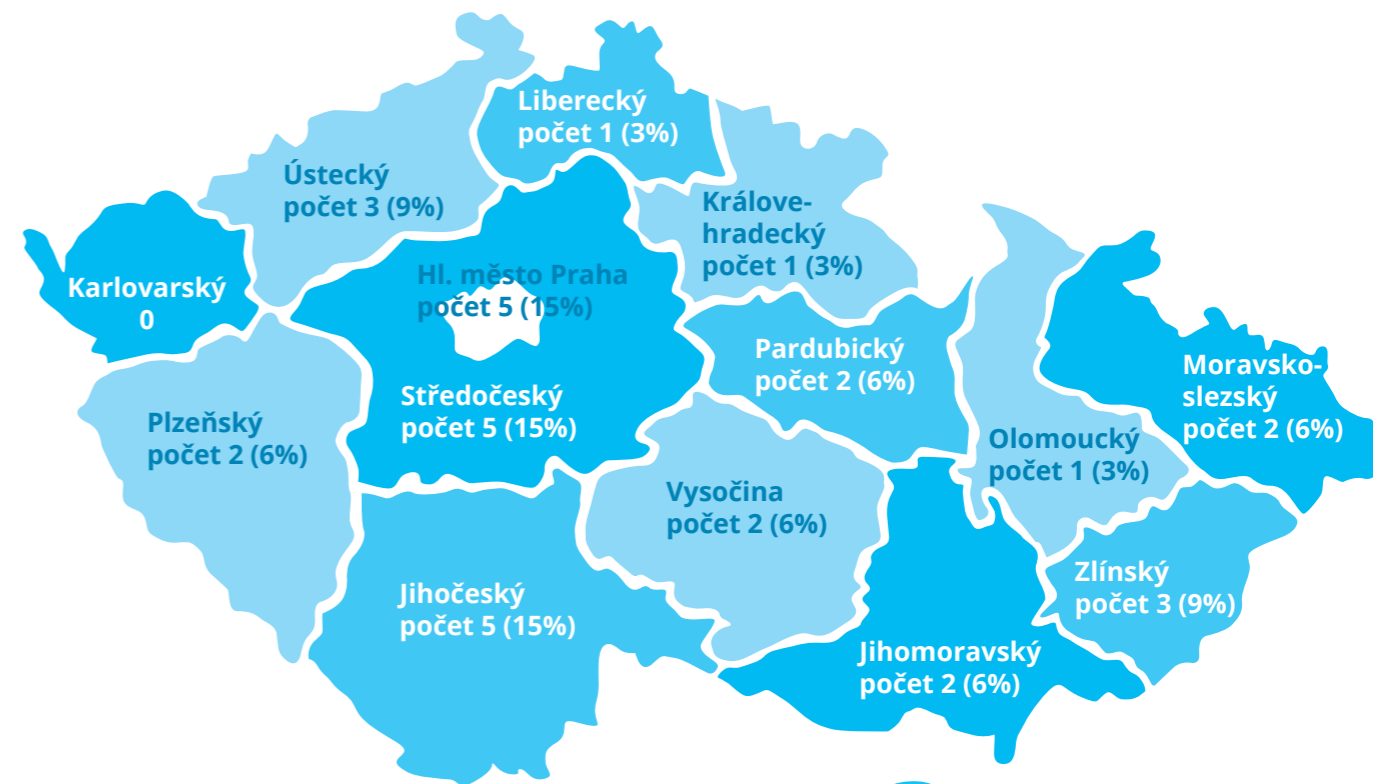 Liberecký
počet 1 (3%)
Ústecký
počet 3 (9%)
Králove-
hradecký
počet 1 (3%)
Karlovarský
0
Hl. město Praha
počet 5 (15%)
Středočeský
počet 5 (15%)
Pardubický
počet 2 (6%)
Moravsko-
slezský
počet 2 (6%)
Plzeňský
počet 2 (6%)
Olomoucký
počet 1 (3%)
Vysočina
počet 2 (6%)
Jihočeský
počet 5 (15%)
Zlínský
počet 3 (9%)
Jihomoravský
počet 2 (6%)